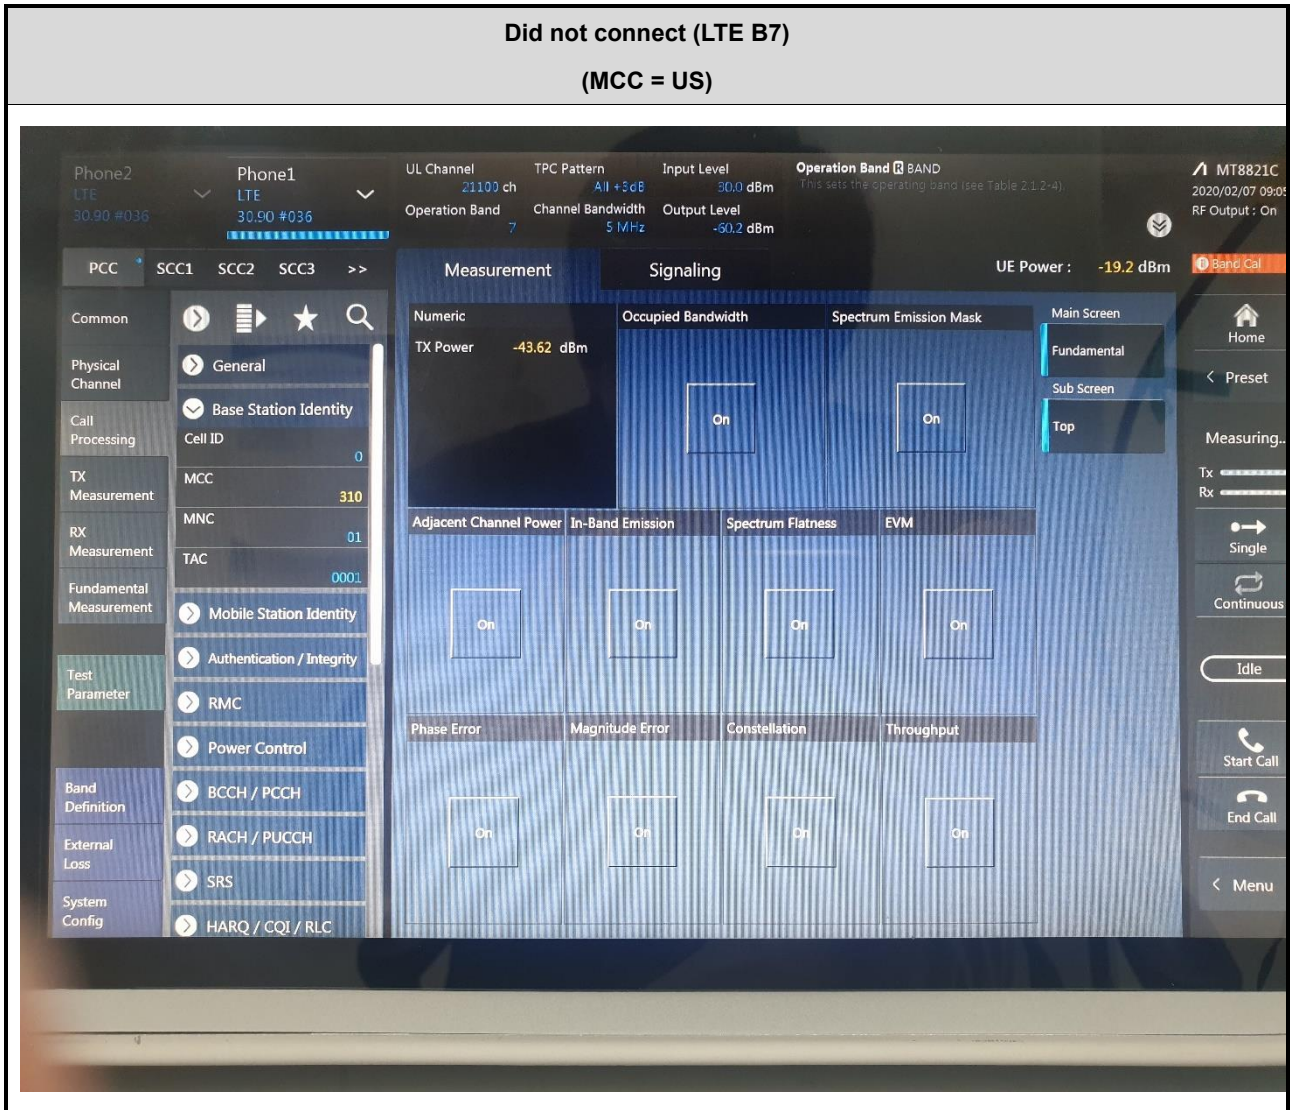 Did not connect (LTE B7)
(MCC = US)
Phone2
LTE
30.90 #036
Phone1
LTE
30.90 #036
UL Channel
21100 ch
Operation Band
7
TPC Pattern
All +3dB
Channel Bandwidth
5 MHz
Input Level
30.0 dBm
Output Level
-60.2 dBm
Operation Band R BAND
This sets the operating band (see Table 2.1.2-4).
MT8821C
2020/02/07 09:05
RF Output : On
PCC
SCC1
SCC2
SCC3
>>
Measurement
Signaling
UE Power : -19.2 dBm
Band Cal
Common
Physical
Channel
Call
Processing
TX
Measurement
RX
Measurement
Fundamental
Measurement
Test
Parameter
Band
Definition
External
Loss
System
Config
General
Base Station Identity
Cell ID
0
MCC
310
MNC
01
TAC
0001
Mobile Station Identity
Authentication / Integrity
RMC
Power Control
BCCH / PCCH
RACH / PUCCH
SRS
HARQ / CQI / RLC
Numeric
TX Power -43.62 dBm
Occupied Bandwidth
On
Spectrum Emission Mask
On
Adjacent Channel Power
On
In-Band Emission
On
Spectrum Flatness
On
EVM
On
Phase Error
On
Magnitude Error
On
Constellation
On
Throughput
On
Main Screen
Fundamental
Sub Screen
Top
Home
< Preset
Measuring..
Tx
Rx
Single
Continuous
Idle
Start Call
End Call
< Menu